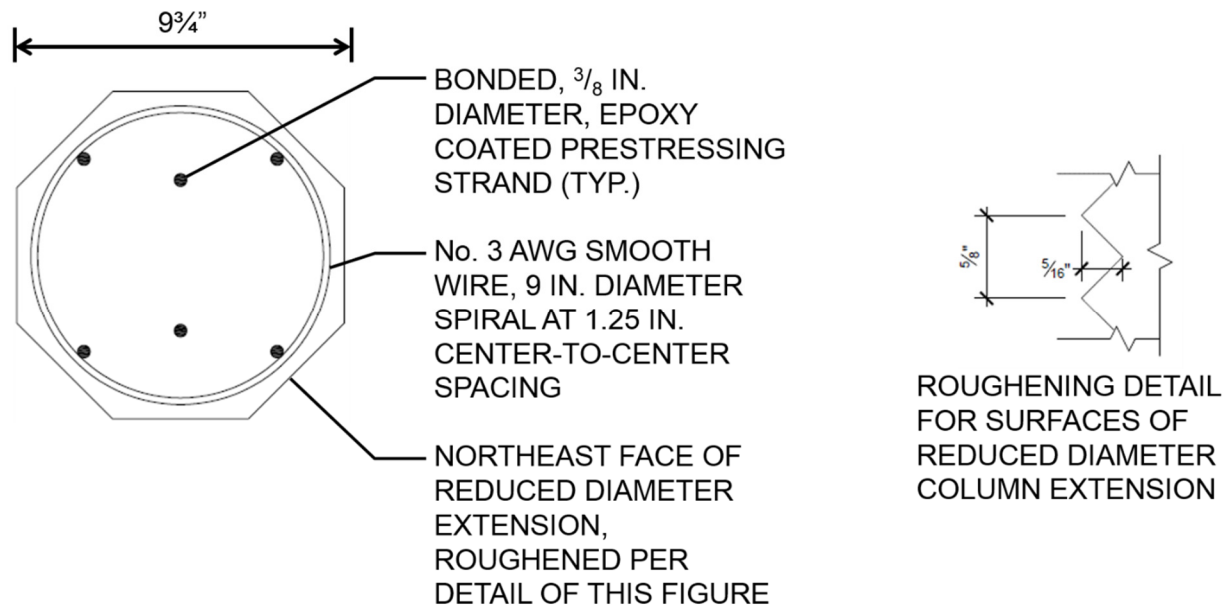 9¾”
BONDED, 3/8 IN.
DIAMETER, EPOXY
COATED PRESTRESSING
STRAND (TYP.)
No. 3 AWG SMOOTH
WIRE, 9 IN. DIAMETER
SPIRAL AT 1.25 IN.
CENTER-TO-CENTER
SPACING
NORTHEAST FACE OF
REDUCED DIAMETER
EXTENSION,
ROUGHENED PER
DETAIL OF THIS FIGURE
5/8"
5/16"
ROUGHENING DETAIL
FOR SURFACES OF
REDUCED DIAMETER
COLUMN EXTENSION